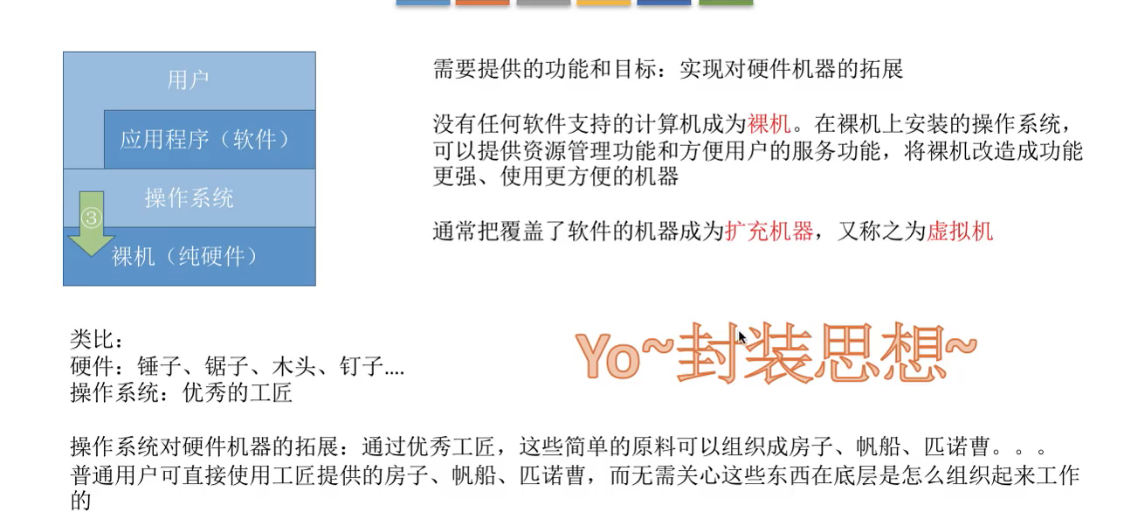 用户
应用程序（软件）
操作系统
③
裸机（纯硬件）
需要提供的功能和目标：实现对硬件机器的拓展
没有任何软件支持的计算机成为裸机。在裸机上安装的操作系统，
可以提供资源管理功能和方便用户的服务功能，将裸机改造成功能
更强、使用更方便的机器
通常把覆盖了软件的机器成为扩充机器，又称之为虚拟机
类比：
硬件：锤子、锯子、木头、钉子....
操作系统：优秀的工匠
Yo~封装思想~
操作系统对硬件机器的拓展：通过优秀工匠，这些简单的原料可以组织成房子、帆船、匹诺曹。。。
普通用户可直接使用工匠提供的房子、帆船、匹诺曹，而无需关心这些东西在底层是怎么组织起来工作
的